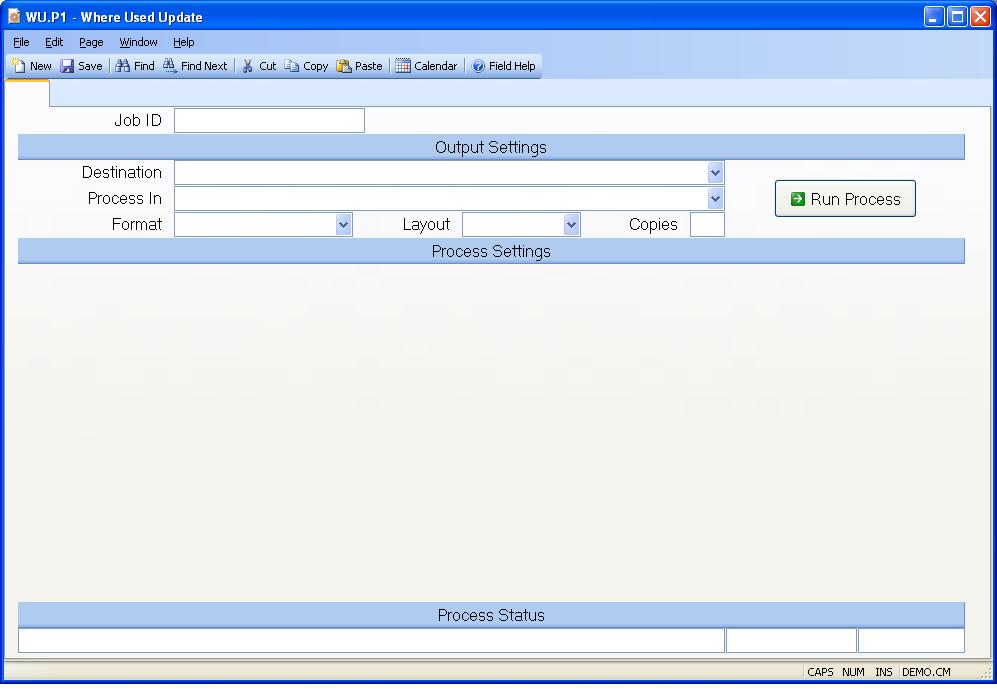 WU.P1 - Where Used Update
File Edit Page Window Help
New Save Find Find Next Cut Copy Paste Calendar Field Help
Job ID
Output Settings
Destination
Process In
Run Process
Format Layout Copies
Process Settings
Process Status
CAPS NUM INS DEMO.CM